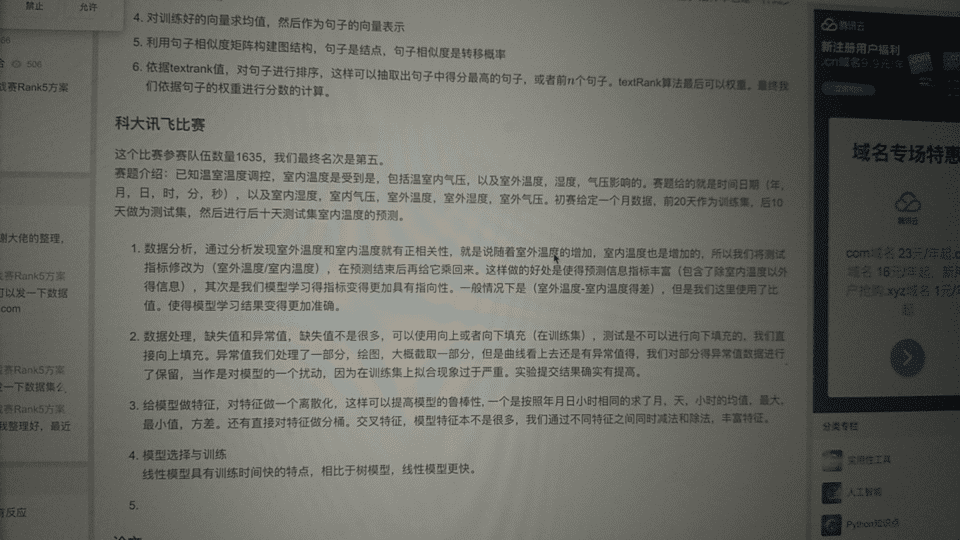 禁止 允许
4. 对训练好的向量求均值，然后作为句子的向量表示
506
5. 利用句子相似度矩阵构建图结构，句子是结点，句子相似度是转移概率
6. 依据textrank值，对句子进行排序，这样可以抽取出句子中得分最高的句子，或者前n个句子。textRank算法最后可以权重。最终我
们依据句子的权重进行分数的计算。
赛Rank5方案
科大讯飞比赛
这个比赛参赛队伍数量1635，我们最终名次是第五。
赛题介绍：已知温室温度调控，室内温度是受到是，包括温室内气压，以及室外温度，湿度，气压影响的。赛题给的就是时间日期（年，
月，日，时，分，秒），以及室内湿度，室内气压，室外温度，室外湿度，室外气压。初赛给定一个月数据，前20天作为训练集，后10
天做为测试集，然后进行后十天测试集室内温度的预测。
谢大佬的整理，
1. 数据分析，通过分析发现室外温度和室内温度就有正相关性，就是说随着室外温度的增加，室内温度也是增加的，所以我们将测试
指标修改为（室外温度/室内温度），在预测结束后再给它乘回来。这样做的好处是使得预测信息指标丰富（包含了除室内温度以外
得信息），其次是我们模型学习得指标变得更加具有指向性。一般情况下是（室外温度-室内温度得差），但是我们这里使用了比
值。使得模型学习结果变得更加准确。
赛Rank5方案
可以发一下数据
com
2. 数据处理，缺失值和异常值，缺失值不是很多，可以使用向上或者向下填充（在训练集），测试是不可以进行向下填充的，我们直
接向上填充。异常值我们处理了一部分，绘图，大概截取一部分，但是曲线看上去还是有异常值得，我们对部分得异常值数据进行
了保留，当作是对模型的一个扰动，因为在训练集上拟合现象过于严重。实验提交结果确实有提高。
赛Rank5方案
发一下数据集么
赛Rank5方案
我整理好，最近
3. 给模型做特征，对特征做一个离散化，这样可以提高模型的鲁棒性，一个是按照年月日小时相同的求了月，天，小时的均值，最大，
最小值，方差。还有直接对特征做分桶。交叉特征，模型特征本不是很多，我们通过不同特征之间同时减法和除法，丰富特征。
4. 模型选择与训练
线性模型具有训练时间快的特点，相比于树模型，线性模型更快。
5.
有反应
腾讯云
新注册用户福利
.cn域名9.9元/年
域名专场特惠
腾讯云
com域名 23元/年起
域名 16元/年起，
户抢购.xyz域名 1元/年
起
分类专栏
实用性工具
人工智能
Python知识点